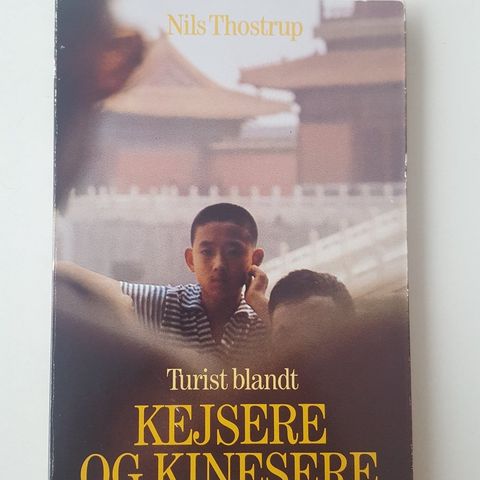 Nils Thostrup
Turist blandt
KEJSERE
OG KINESERE